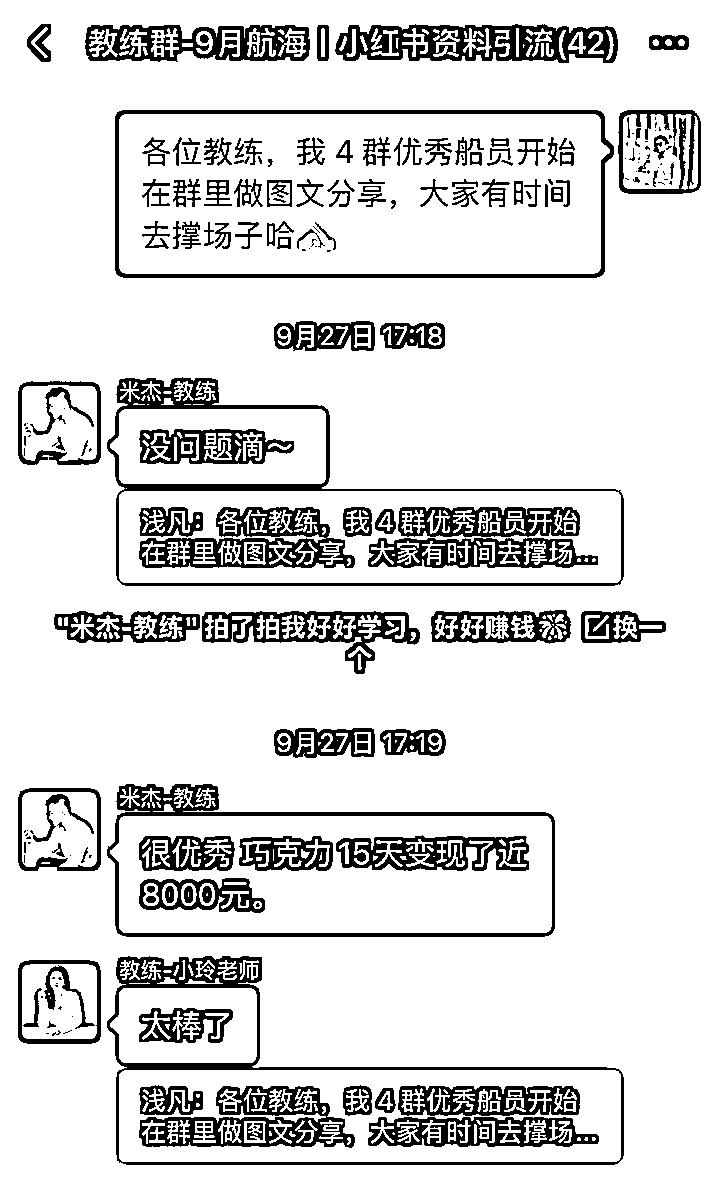 教练群-9月航海丨小红书资料引流(42)
各位教练，我 4 群优秀船员开始
在群里做图文分享，大家有时间
去撑场子哈
9月27日 17:18
米杰-教练
没问题滴～
浅凡：各位教练，我 4 群优秀船员开始
在群里做图文分享，大家有时间去撑场...
"米杰-教练" 拍了拍我好好学习，好好赚钱 换一
个
9月27日 17:19
米杰-教练
很优秀 巧克力 15天变现了近
8000元。
教练-小玲老师
太棒了
浅凡：各位教练，我 4 群优秀船员开始
在群里做图文分享，大家有时间去撑场...